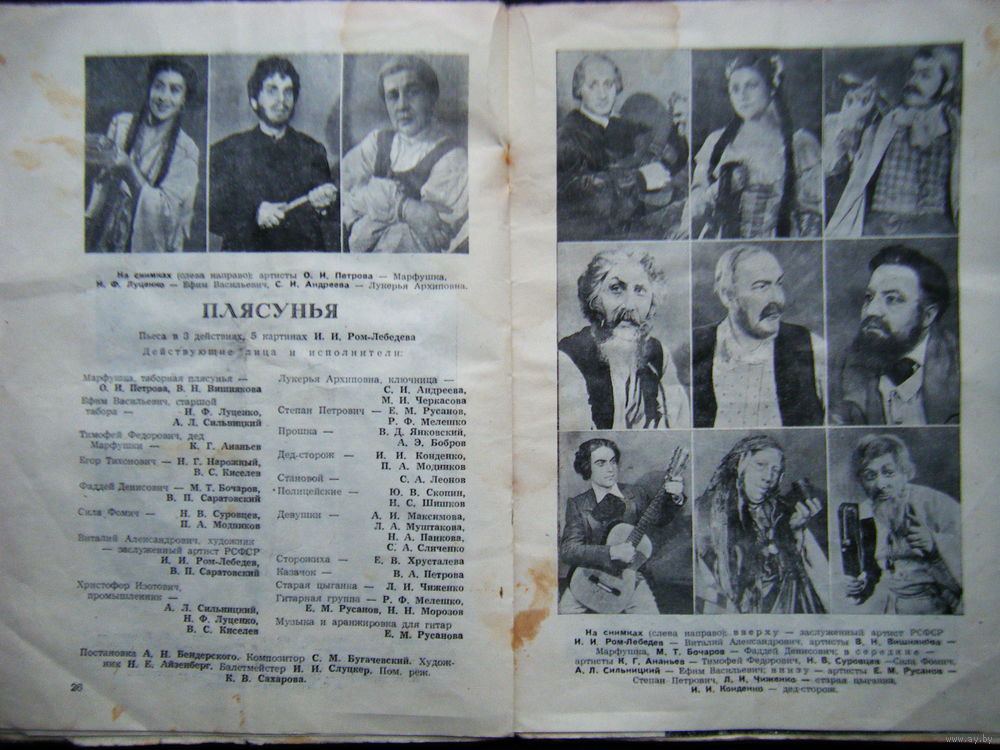 На снимках (слева направо): артисты О. И. Петрова — Марфушка,
Н. Ф. Луценко — Ефим Васильевич, С. И. Андреева — Лукерья Архиповна.
ПЛЯСУНЬЯ
Пьеса в 3 действиях, 5 картинах И. И. Ром-Лебедева
Действующие лица и исполнители:
Марфушка, таборная плясунья —
О. И. Петрова, В. Н. Вишнякова
Ефим Васильевич, старшой
табора — Н. Ф. Луценко,
А. Л. Сильвицкий
Тимофей Федорович, дед
Марфушки — К. Г. Ананьев
Егор Тихонович — Н. Г. Нарожный,
В. С. Киселев
Фаддей Денисович — М. Т. Бочаров,
В. П. Саратовский
Сила Фомич — Н. В. Суровцев,
П. А. Модников
Виталий Александрович, художник
— заслуженный артист РСФСР
И. И. Ром-Лебедев,
В. П. Саратовский
Христофор Изотович,
промышленник —
А. Л. Сильницкий,
Н. Ф. Луценко,
В. С. Киселев
Лукерья Архиповна, ключница —
С. И. Андреева,
М. И. Черкасова
Степан Петрович — Е. М. Русанов,
Р. Ф. Меленко
Прошка — В. Д. Янковский,
А. Э. Бобров
Дед-сторож — И. И. Конденко,
П. А. Модников
Становой — С. А. Леонов
Полицейские — Ю. В. Скопин,
Н. С. Шишков
Девушки — А. И. Максимова,
Л. А. Муштакова,
Н. А. Панкова,
С. А. Сличенко
Сторожиха — Е. В. Хрусталева
Казачок — В. А. Петрова
Старая цыганка — Л. И. Чиженко
Гитарная группа — Р. Ф. Меленко,
Е. М. Русанов, Н. Н. Морозов
Музыка и аранжировка для гитар
Е. М. Русанова
Постановка А. Н. Бендерского. Композитор С. М. Бугачевский. Худож-
ник Н. Е. Айзенберг. Балетмейстер И. И. Слуцкер. Пом. реж.
К. В. Сахарова.
26
На снимках (слева направо): вверху — заслуженный артист РСФСР
И. И. Ром-Лебедев — Виталий Александрович, артисты В. Н. Вишнякова —
Марфушка, М. Т. Бочаров — Фаддей Денисович; в середине —
артисты К. Г. Ананьев — Тимофей Федорович, Н. В. Суровцев —Сила Фомич,
А. Л. Сильницкий — Ефим Васильевич; внизу — артисты Е. М. Русанов —
Степан Петрович, Л. И. Чиженко — старая цыганка,
И. И. Конденко — дед-сторож.
www.ay.by